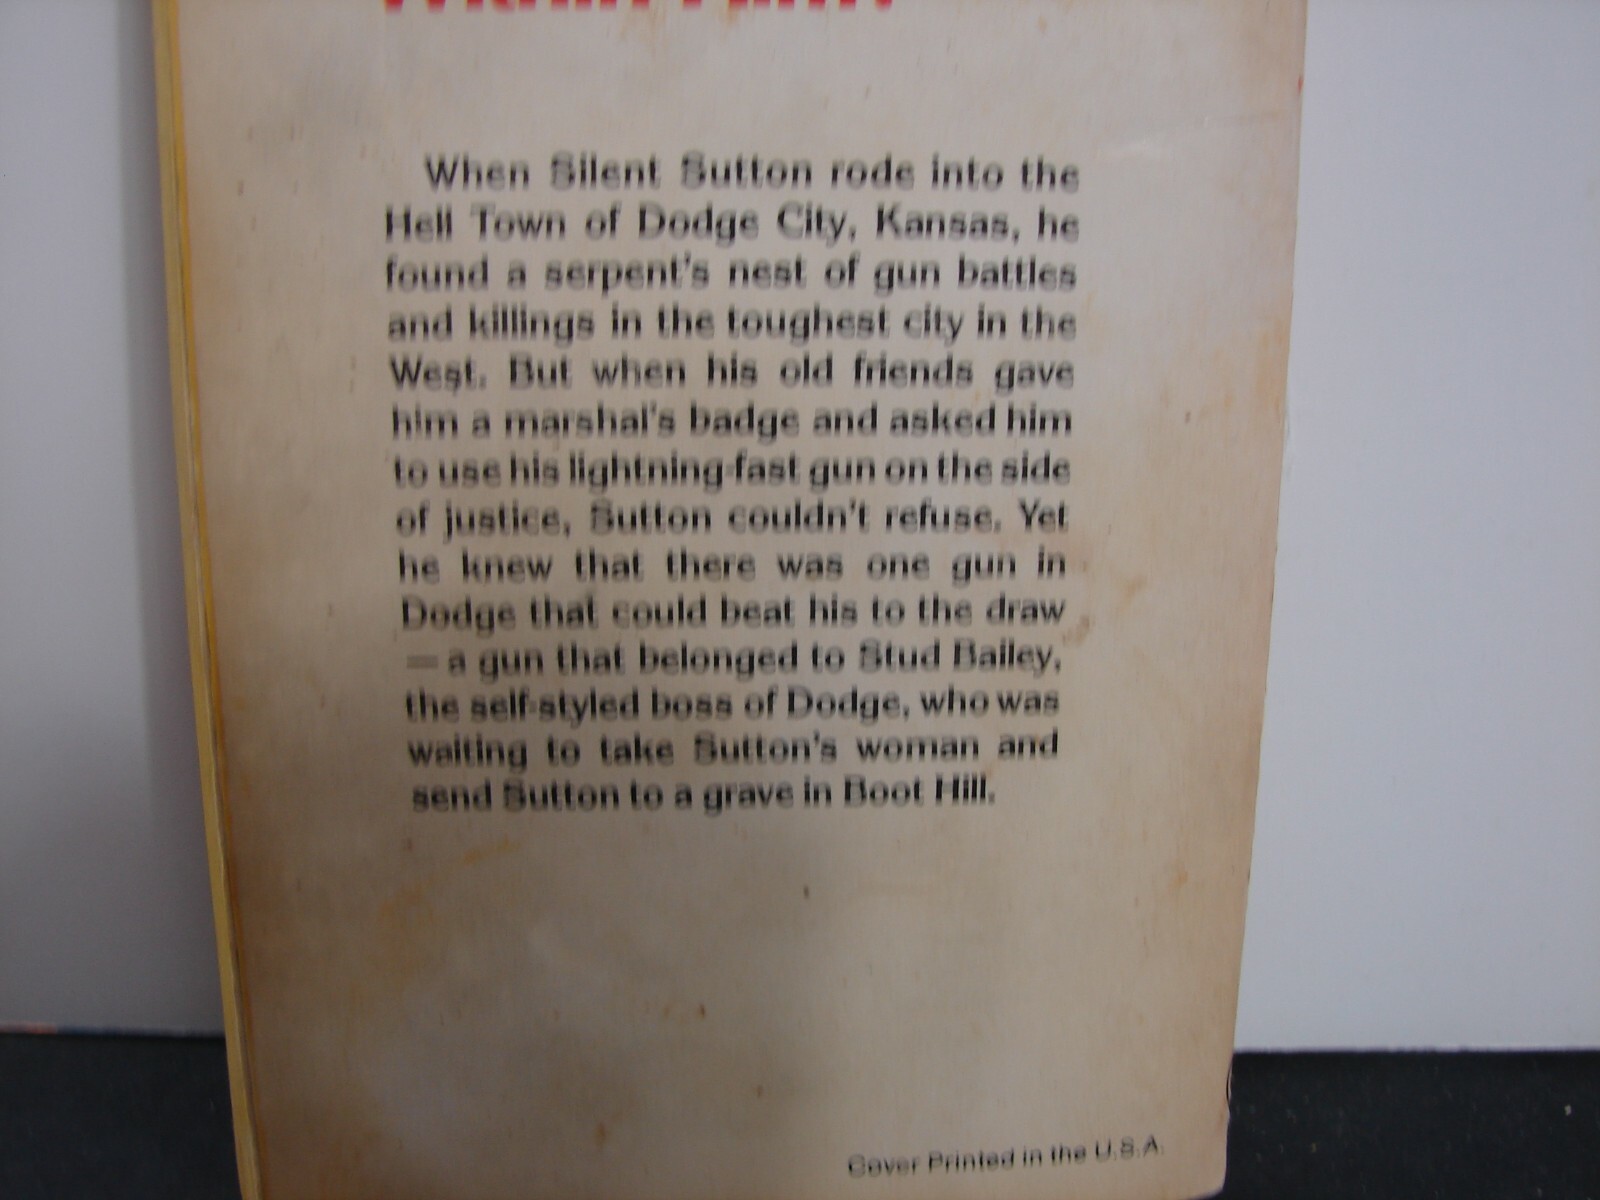 When Silent Sutton rode into the
Hell Town of Dodge City, Kansas, he
found a serpent's nest of gun battles
and killings in the toughest city in the
West. But when his old friends gave
him a marshal's badge and asked him
to use his lightning-fast gun on the side
of justice, Sutton couldn't refuse. Yet
he knew that there was one gun in
Dodge that could beat his to the draw
— a gun that belonged to Stud Bailey,
the self-styled boss of Dodge, who was
waiting to take Sutton's woman and
send Sutton to a grave in Boot Hill.
Cover Printed in the U.S.A.